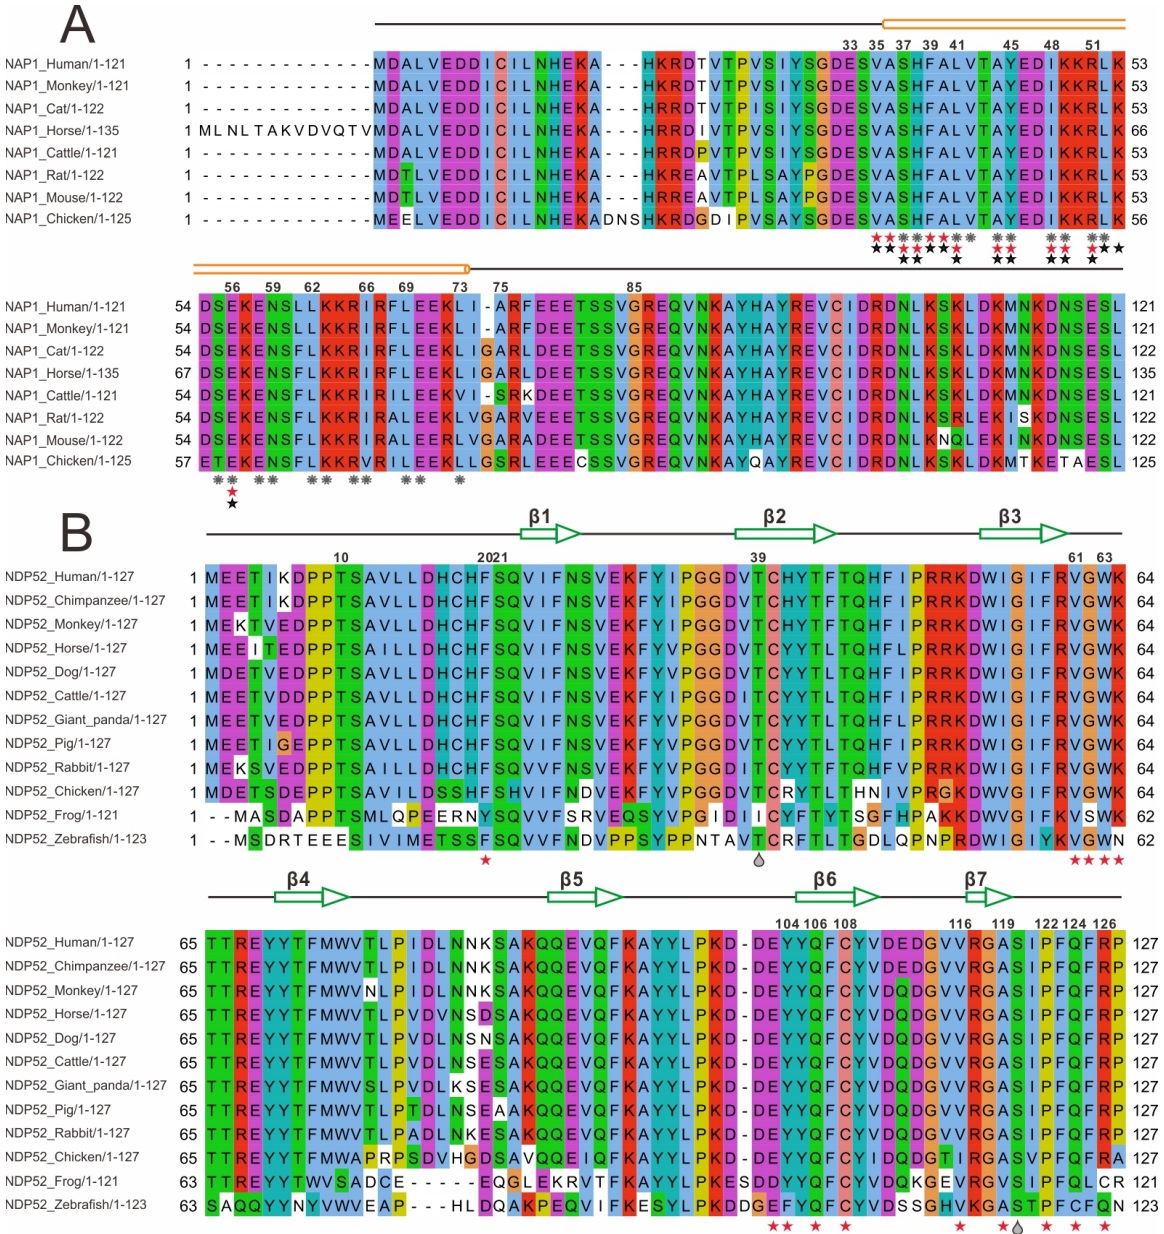 A
33 35 37 39 41 45 48 51
NAP1_Human/1-121 1 -------------MDALVEDDICILNHEKA---HKRDTVTPVSIYSGDESVASHFALVTAYEDIKKRLK 53
NAP1_Monkey/1-121 1 -------------MDALVEDDICILNHEKA---HKRDTVTPVSIYSGDESVASHFALVTAYEDIKKRLK 53
NAP1_Cat/1-122 1 -------------MDALVEDDICILNHEKA---HRRDTVTPISIYSGDESVASHFALVTAYEDIKKRLK 53
NAP1_Horse/1-135 1 MLNLTAKVDVQTVMDALVEDDICILNHEKA---HRRDIVTPVSIYSGDESVASHFALVTAYEDIKKRLK 66
NAP1_Cattle/1-121 1 -------------MDALVEDDICILNHEKA---HRRDPVTPVSIYSGDESVASHFALVTAYEDIKKRLK 53
NAP1_Rat/1-122 1 -------------MDTLVEDDICILNHEKA---HKREAVTPLSAYPGDESVASHFALVTAYEDIKKRLK 53
NAP1_Mouse/1-122 1 -------------MDTLVEDDICILNHEKA---HKREAVTPLSAYPGDESVASHFALVTAYEDIKKRLK 53
NAP1_Chicken/1-125 1 -------------MEELVEDDICILNHEKADNSHKRDGDIPVSAYSGDESVASHFALVTAYEDIKKRLK 56
56 59 62 66 69 73 75 85
NAP1_Human/1-121 54 DSEKENSLLKKRIRFLEEKLI-ARFEEETSSVGREQVNKAYHAYREVCIDRDNLKSKLDKMNKDNSESL 121
NAP1_Monkey/1-121 54 DSEKENSLLKKRIRFLEEKLI-ARFDEETSSVGREQVNKAYHAYREVCIDRDNLKSKLDKMNKDNSESL 121
NAP1_Cat/1-122 54 DSEKENSFLKKRIRFLEEKLIGARLDEETSSVGREQVNKAYHAYREVCIDRDNLKSKLDKMNKDNSESL 122
NAP1_Horse/1-135 67 DSEKENSFLKKRIRFLEEKLIGARLDEETSSVGREQVNKAYHAYREVCIDRDNLKSKLDKMNKDNSESL 135
NAP1_Cattle/1-121 54 DSEKENSFLKKRIRILEEKVI-SRKDEETSSVGREQVNKAYHAYREVCIDRDNLKSKLDKMNKDNSESL 121
NAP1_Rat/1-122 54 DSEKENSFLKKRIRALEEKLVGARVDEETSSVGREQVNKAYHAYREVCIDRDNLKSRLEKISKDNSESL 122
NAP1_Mouse/1-122 54 DSEKENSFLKKRIRALEERLVGARADEETSSVGREQVNKAYHAYREVCIDRDNLKNQLEKINKDNSESL 122
NAP1_Chicken/1-125 57 ETEKENSFLKKRVRILEEKLLGSRLEEECSSVGREQVNKAYQAYREVCIDRDNLKSKLDKMTKETAESL 125
B
β1 β2 β3
10 20 21 39 61 63
NDP52_Human/1-127 1 MEETIKDPPTSAVLLDHCHFSQVIFNSVEKFYIPGGDVTCHYTFTQHFIPRRKDWIGIFRVGWK 64
NDP52_Chimpanzee/1-127 1 MEETIKDPPTSAVLLDHCHFSQVIFNSVEKFYIPGGDVTCHYTFTQHFIPRRKDWIGIFRVGWK 64
NDP52_Monkey/1-127 1 MEKTVEDPPTSAVLLDHCHFSQVIFNSVEKFYIPGGDVTCYYTFTQHFIPRRKDWIGIFRVGWK 64
NDP52_Horse/1-127 1 MEEITEDPPTSAILLDHCHFSQVIFNSVEKFYIPGGDVTCYYTLTQHFLPRRKDWIGIFRVGWK 64
NDP52_Dog/1-127 1 MDETVEDPPTSAVLLDHCHFSQVIFNSVEKFYIPGGDVTCYYTLTQHFIPRRKDWIGIFRVGWK 64
NDP52_Cattle/1-127 1 MEETVDDPPTSAVLLDHCHFSQVIFNSVEKFYIPGGDITCYYTLTQHFIPRRKDWIGIFRVGWK 64
NDP52_Giant_panda/1-127 1 MEETVEDPPTSAVLLDHCHFSQVIFNSVEKFYVPGGDVTCYYTLTQHFLPRRKDWIGIFRVGWK 64
NDP52_Pig/1-127 1 MEETIGEPPTSAVLLDHCHFSQVIFNSVEKFYVPGGDITCYYTLTQHFIPRRKDWIGIFRVGWK 64
NDP52_Rabbit/1-127 1 MEKSVEDPPTSAILLDHCHFSQVVFNSVEKFYVPGGDVTCYYTLTQHFVPRRKDWIGIFRVGWK 64
NDP52_Chicken/1-127 1 MDETSDEPPTSAVILDSSHFSHVIFNDVEKFYVPGGDVTCRYTLTHNIVPRGKDWIGIFRVGWK 64
NDP52_Frog/1-121 1 --MASDAPPTSMLQPEERNYSQVVFSRVEQSYVPGIDIICYFTYTSGFHPAKKDWVGIFKVSWK 62
NDP52_Zebrafish/1-123 1 --MSDRTEEESIVIMETSSFSQVVFNDVPPSYPPNTAVTCRFTLTGDLQPNPRDWVGIYKVGWN 62
β4 β5 β6 β7
104 106 108 116 119 122 124 126
NDP52_Human/1-127 65 TTREYYTFMWVTLPIDLNNKSAKQQEVQFKAYYLPKD-DEYYQFCYVDEDGVVRGASIPFQFRP 127
NDP52_Chimpanzee/1-127 65 TTREYYTFMWVTLPIDLNNKSAKQQEVQFKAYYLPKD-DEYYQFCYVDEDGVVRGASIPFQFRP 127
NDP52_Monkey/1-127 65 TTREYYTFMWVNLPIDLNNKSAKQQEVQFKAYYLPKD-DEYYQFCYVDQDGVVRGASIPFQFRP 127
NDP52_Horse/1-127 65 TTREYYTFMWVTLPVDVNSDSAKQQEVQFKAYYLPKD-DEYYQFCYVDQDGVVRGASIPFQFRP 127
NDP52_Dog/1-127 65 TTREYYTFMWVTLPVDLNSNSAKQQEVQFKAYYLPKD-DEYYQFCYVDQDGVVRGASIPFQFRP 127
NDP52_Cattle/1-127 65 TTREYYTFMWVTLPVDLNSESAKQQEVQFKAYYLPKD-DEYYQFCYVDQDGVVRGASIPFQFRP 127
NDP52_Giant_panda/1-127 65 TTREYYTFMWVSLPVDLKSESAKQQEVQFKAYYLPKD-DEYYQFCYVDQDGVVRGASIPFQFRP 127
NDP52_Pig/1-127 65 TTREYYTFMWVTLPTDLNSEAAKQQEVQFKAYYLPKD-DEYYQFCYVDQDGVVRGASIPFQFRP 127
NDP52_Rabbit/1-127 65 TTREYYTFMWVTLPADLNKESAKQQEVQFKAYYLPKD-DEYYQFCYVDQDGVVRGASIPFQFRP 127
NDP52_Chicken/1-127 65 TTREYYTFMWAPRPSDVHGDSAVQQEIQFKAYYLPKD-DEYYQFCYIDQDGTIRGASVPFQFRA 127
NDP52_Frog/1-121 63 TTREYYTWVSADCE-----EQGLEKRVTFKAYYLPKESDDYYQFCYVDQKGEVRGVSIPFQLCR 121
NDP52_Zebrafish/1-123 63 SAQQYYNYVWVEAP---HLDQAKPEQVIFKESYLPKDDGEFYQFCYVDSSGHVKGASTPFCFQN 123